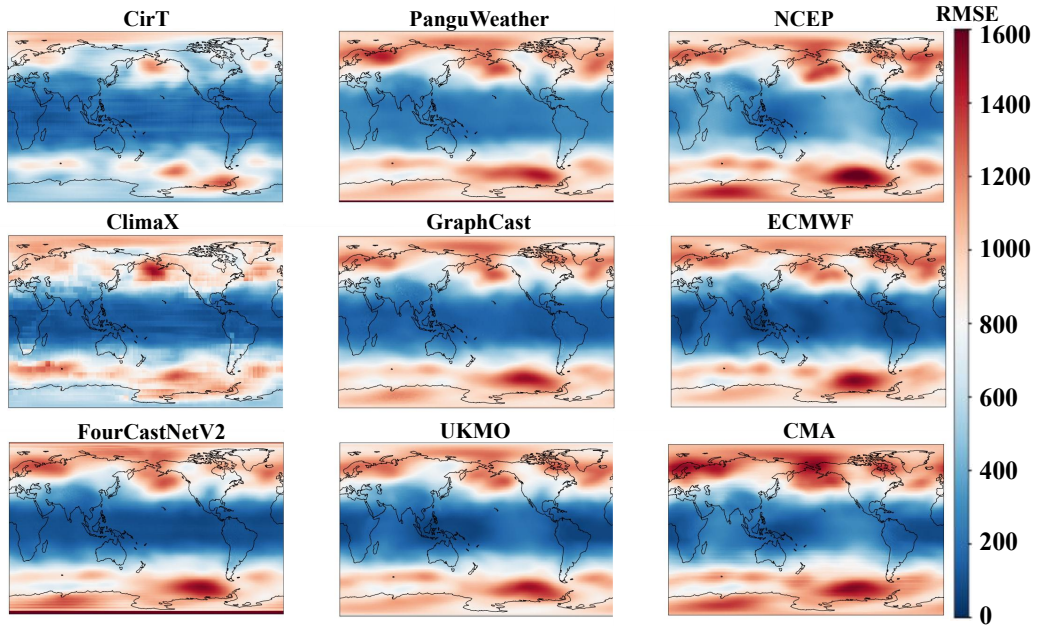 CirT
PanguWeather
NCEP
RMSE
ClimaX
GraphCast
ECMWF
FourCastNetV2
UKMO
CMA
1600
1400
1200
1000
800
600
400
200
0